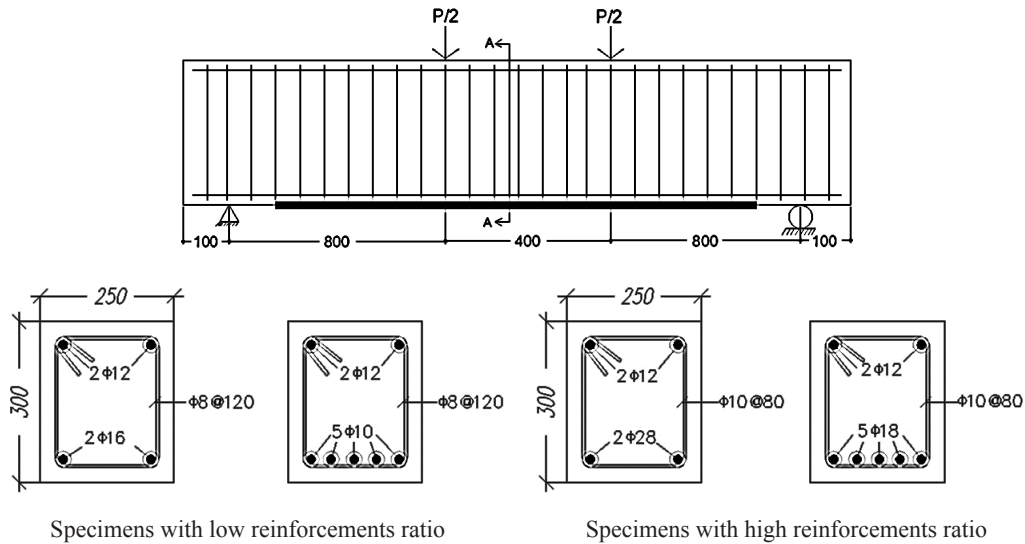 P/2 P/2
A
A
100 800 400 800 100
250 250
300 2Φ12 Φ8@120 2Φ16
2Φ12 Φ8@120 5Φ10
300 2Φ12 Φ10@80 2Φ28
2Φ12 Φ10@80 5Φ18
Specimens with low reinforcements ratio Specimens with high reinforcements ratio